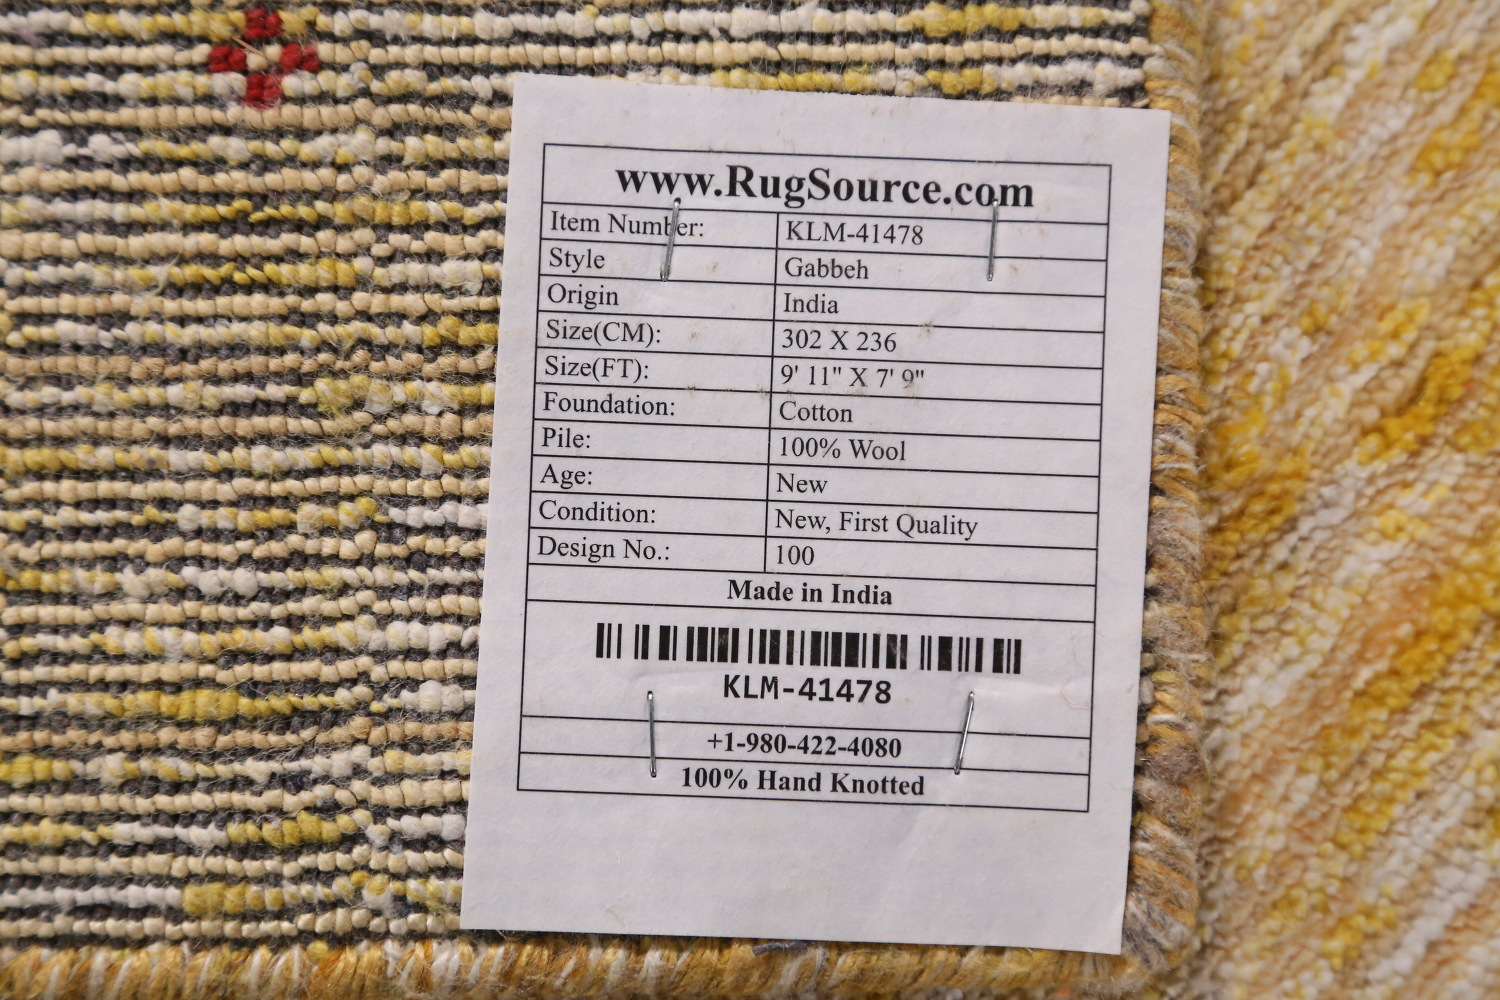 www.RugSource.com
Item Number: KLM-41478
Style Gabbeh
Origin India
Size(CM): 302 X 236
Size(FT): 9' 11" X 7' 9"
Foundation: Cotton
Pile: 100% Wool
Age: New
Condition: New, First Quality
Design No.: 100
Made in India
KLM-41478
+1-980-422-4080
100% Hand Knotted